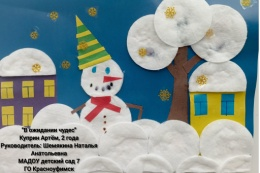 "В ожидании чудес"
Куприн Артём, 2 года
Руководитель: Шемякина Наталья
Анатольевна
МАДОУ детский сад 7
ГО Красноуфимск